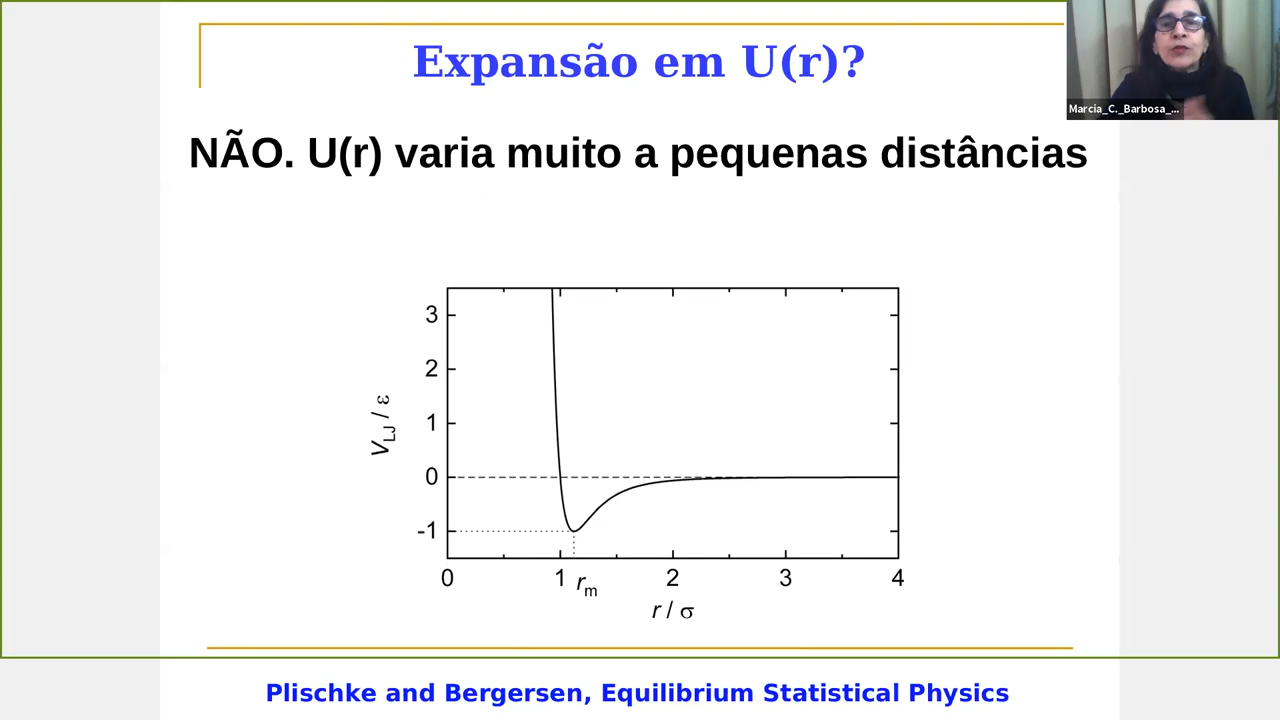 Expansão em U(r)?
Marcia_C._Barbosa_...
NÃO. U(r) varia muito a pequenas distâncias
3
2
1
0
-1
V_LJ / ε
0 1 r_m 2 3 4
r / σ
Plischke and Bergersen, Equilibrium Statistical Physics